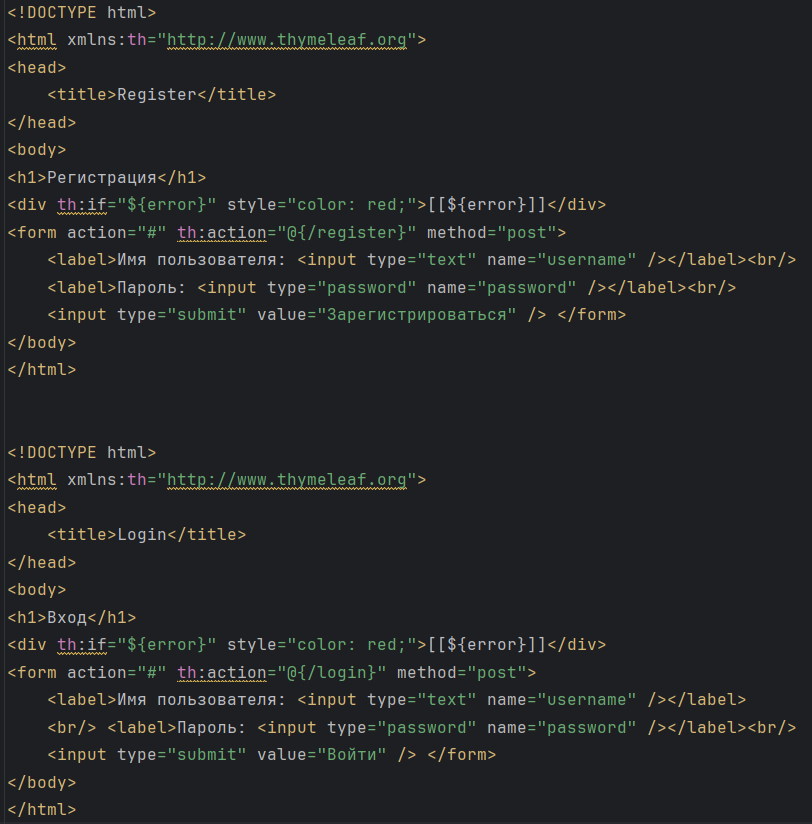 <!DOCTYPE html>
<html xmlns:th="http://www.thymeleaf.org">
<head>
    <title>Register</title>
</head>
<body>
<h1>Регистрация</h1>
<div th:if="${error}" style="color: red;">[[${error}]]</div>
<form action="#" th:action="@{/register}" method="post">
    <label>Имя пользователя: <input type="text" name="username" /></label><br/>
    <label>Пароль: <input type="password" name="password" /></label><br/>
    <input type="submit" value="Зарегистрироваться" /> </form>
</body>
</html>

<!DOCTYPE html>
<html xmlns:th="http://www.thymeleaf.org">
<head>
    <title>Login</title>
</head>
<body>
<h1>Вход</h1>
<div th:if="${error}" style="color: red;">[[${error}]]</div>
<form action="#" th:action="@{/login}" method="post">
    <label>Имя пользователя: <input type="text" name="username" /></label>
    <br/> <label>Пароль: <input type="password" name="password" /></label><br/>
    <input type="submit" value="Войти" /> </form>
</body>
</html>